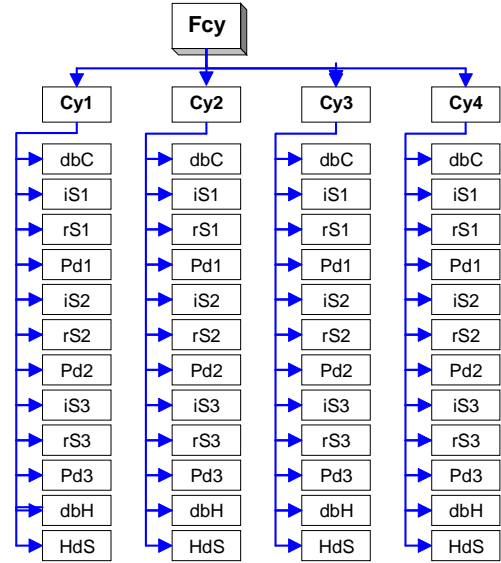 Fcy
Cy1 Cy2 Cy3 Cy4
dbC dbC dbC dbC
iS1 iS1 iS1 iS1
rS1 rS1 rS1 rS1
Pd1 Pd1 Pd1 Pd1
iS2 iS2 iS2 iS2
rS2 rS2 rS2 rS2
Pd2 Pd2 Pd2 Pd2
iS3 iS3 iS3 iS3
rS3 rS3 rS3 rS3
Pd3 Pd3 Pd3 Pd3
dbH dbH dbH dbH
HdS HdS HdS HdS